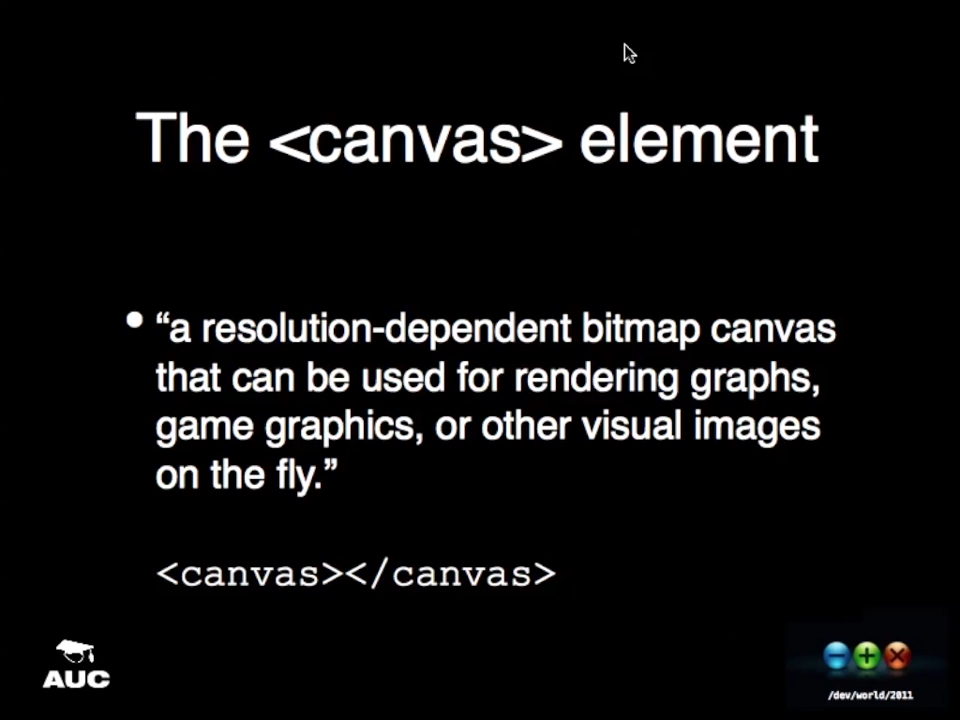 The <canvas> element
• “a resolution-dependent bitmap canvas
that can be used for rendering graphs,
game graphics, or other visual images
on the fly.”
<canvas></canvas>
AUC
/dev/world/2011